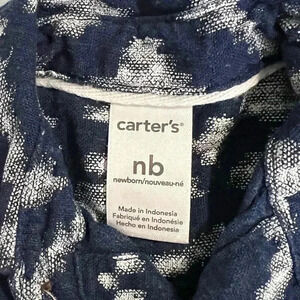 carter's®
nb
newborn/nouveau-né
Made in Indonesia
Fabriqué en Indonésie
Hecho en Indonesia